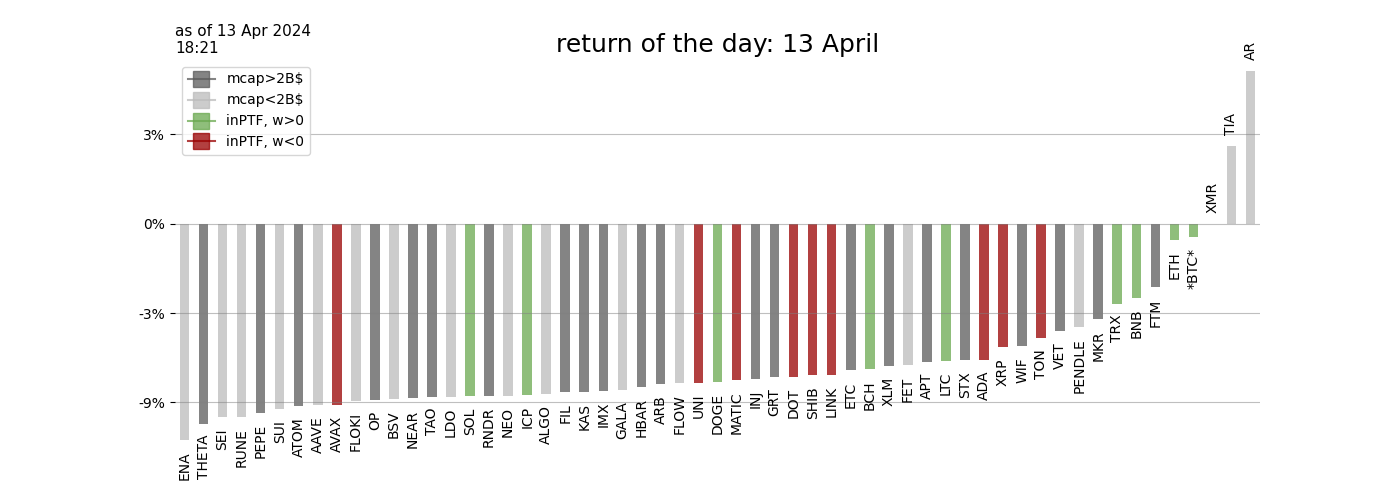 as of 13 Apr 2024
18:21
return of the day: 13 April
mcap>2B$
mcap<2B$
inPTF, w>0
inPTF, w<0
3%
0%
-3%
-9%
ENA
THETA
SEI
RUNE
PEPE
SUI
ATOM
AAVE
AVAX
FLOKI
OP
BSV
NEAR
TAO
LDO
SOL
RNDR
NEO
ICP
ALGO
FIL
KAS
IMX
GALA
HBAR
ARB
FLOW
UNI
DOGE
MATIC
INJ
GRT
DOT
SHIB
LINK
ETC
BCH
XLM
FET
APT
LTC
STX
ADA
XRP
WIF
TON
VET
PENDLE
MKR
TRX
BNB
FTM
ETH
*BTC*
XMR
TIA
AR